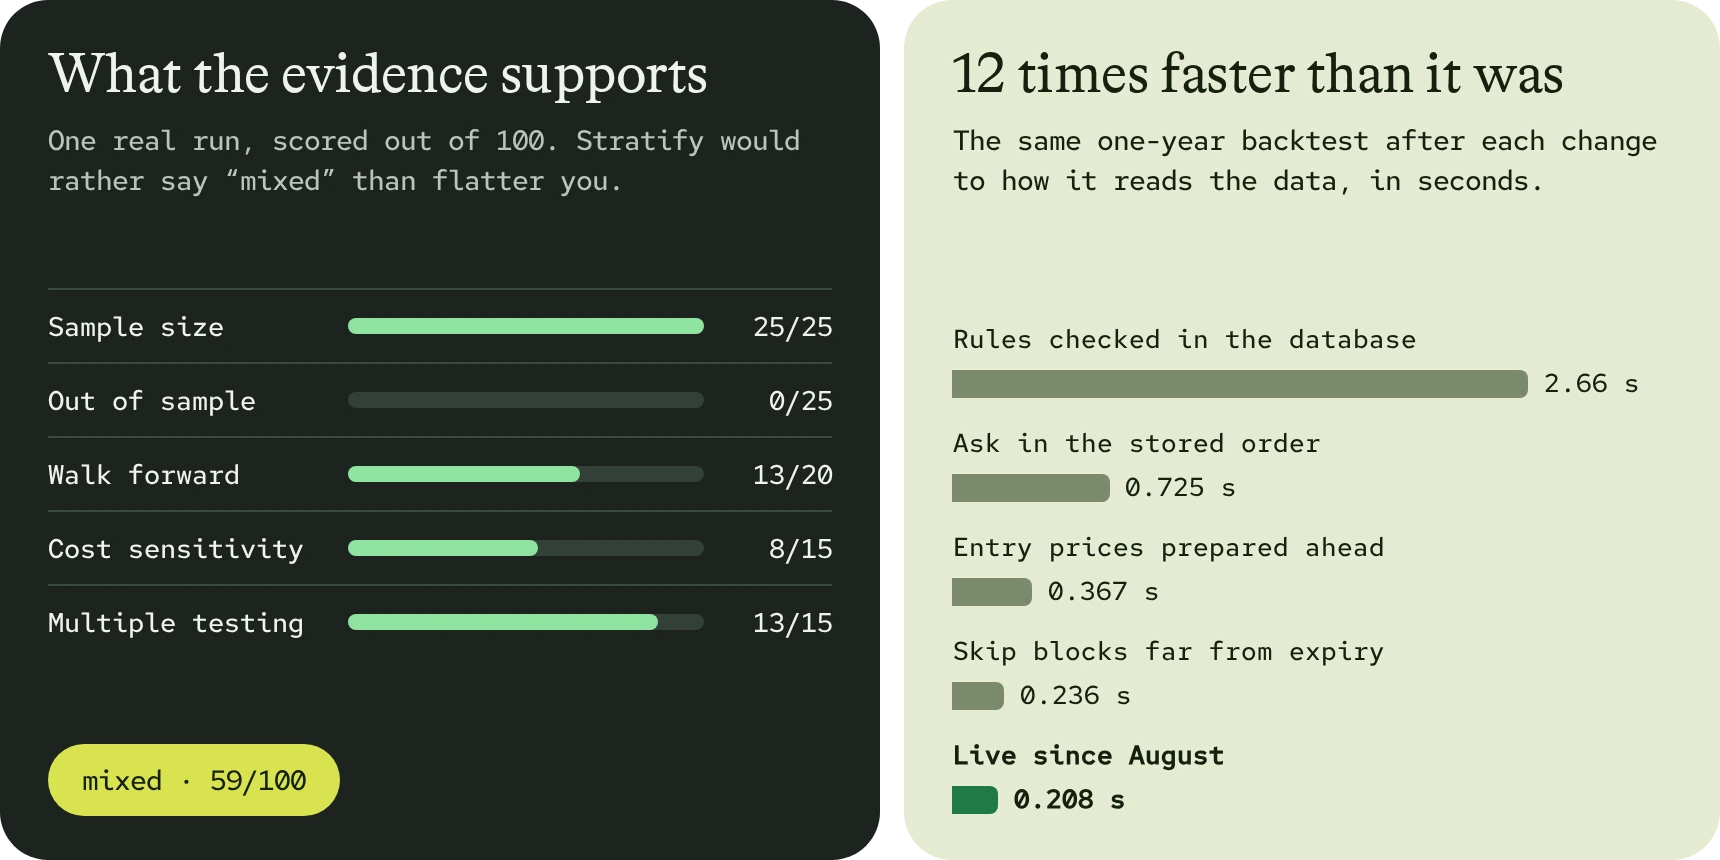 What the evidence supports
One real run, scored out of 100. Stratify would
rather say “mixed” than flatter you.
Sample size 25/25
Out of sample 0/25
Walk forward 13/20
Cost sensitivity 8/15
Multiple testing 13/15
mixed · 59/100
12 times faster than it was
The same one-year backtest after each change
to how it reads the data, in seconds.
Rules checked in the database
2.66 s
Ask in the stored order
0.725 s
Entry prices prepared ahead
0.367 s
Skip blocks far from expiry
0.236 s
Live since August
0.208 s